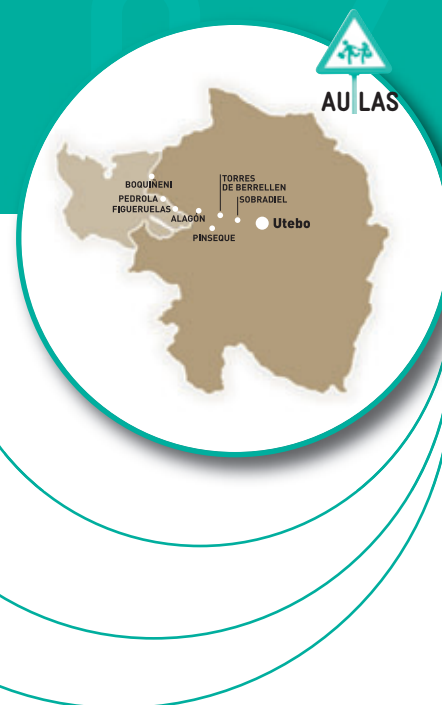 AULAS
BOQUIÑENI
PEDROLA
FIGUERUELAS
ALAGÓN
PINSEQUE
TORRES
DE BERRELLEN
SOBRADIEL
Utebo